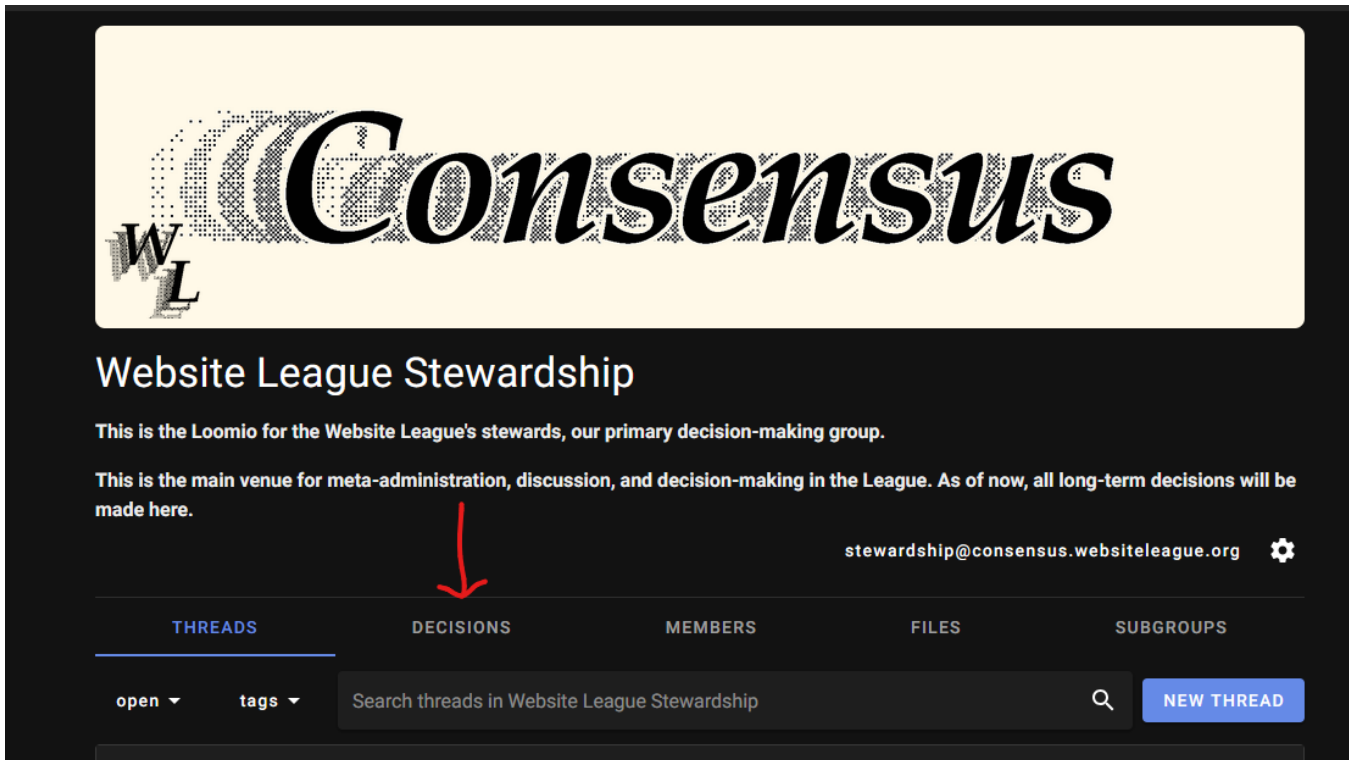 Consensus
WL
Website League Stewardship
This is the Loomio for the Website League's stewards, our primary decision-making group.
This is the main venue for meta-administration, discussion, and decision-making in the League. As of now, all long-term decisions will be
made here.
stewardship@consensus.websiteleague.org
THREADS DECISIONS MEMBERS FILES SUBGROUPS
open tags Search threads in Website League Stewardship NEW THREAD